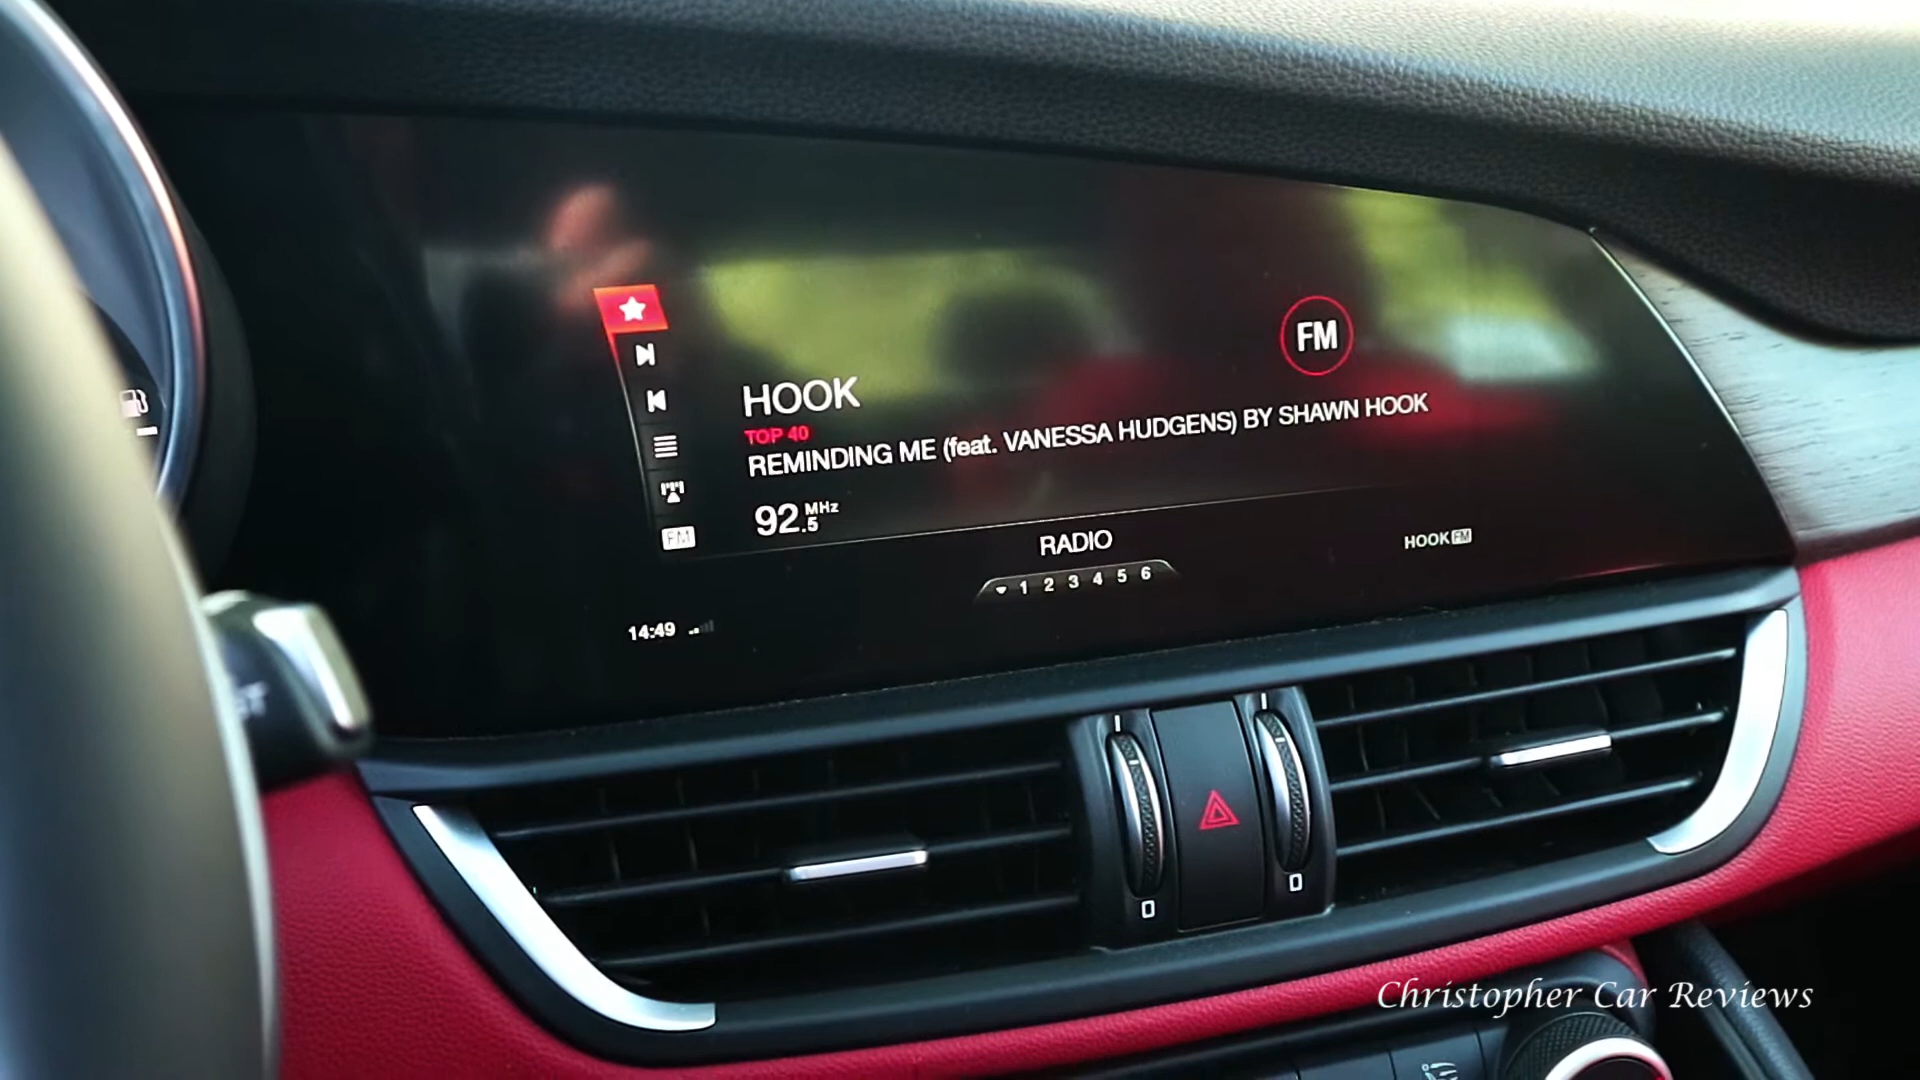 FM
HOOK
TOP 40
REMINDING ME (feat. VANESSA HUDGENS) BY SHAWN HOOK
92.5 MHz
FM
RADIO
HOOK FM
1 2 3 4 5 6
14:49
0
0
Christopher Car Reviews